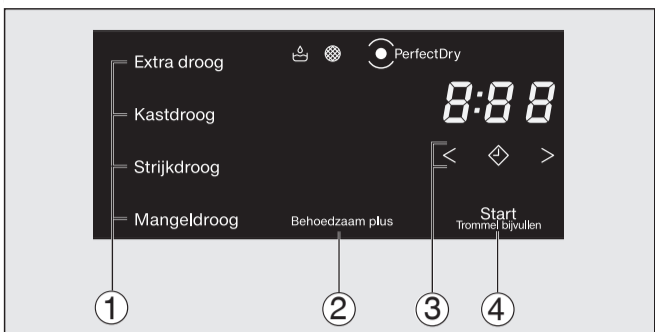 Extra droog
PerfectDry
Kastdroog
8:88
< >
Strijkdroog
Mangeldroog
Behoedzaam plus
Start
Trommel bijvullen
1 2 3 4